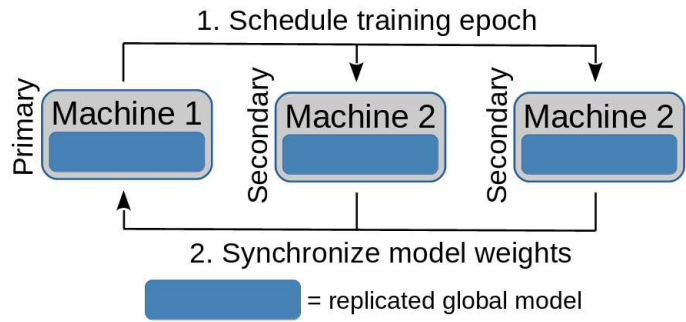 1. Schedule training epoch
Primary
Machine 1
Secondary
Machine 2
Secondary
Machine 2
2. Synchronize model weights
= replicated global model